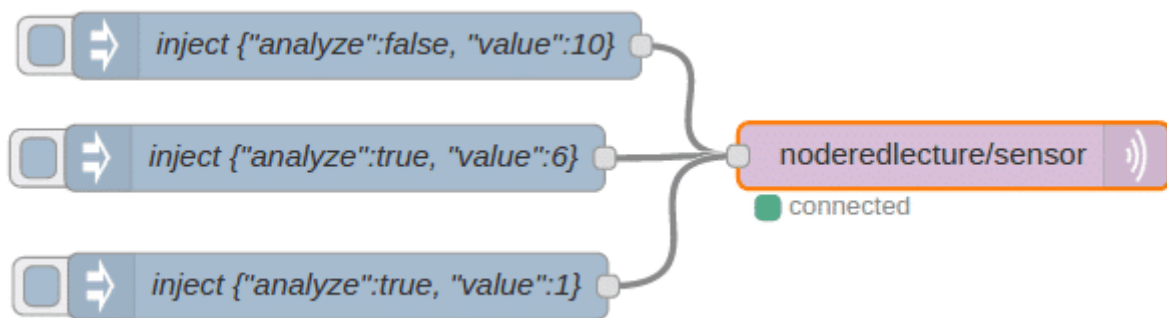 inject {"analyze":false, "value":10}
inject {"analyze":true, "value":6}
noderedlecture/sensor
connected
inject {"analyze":true, "value":1}